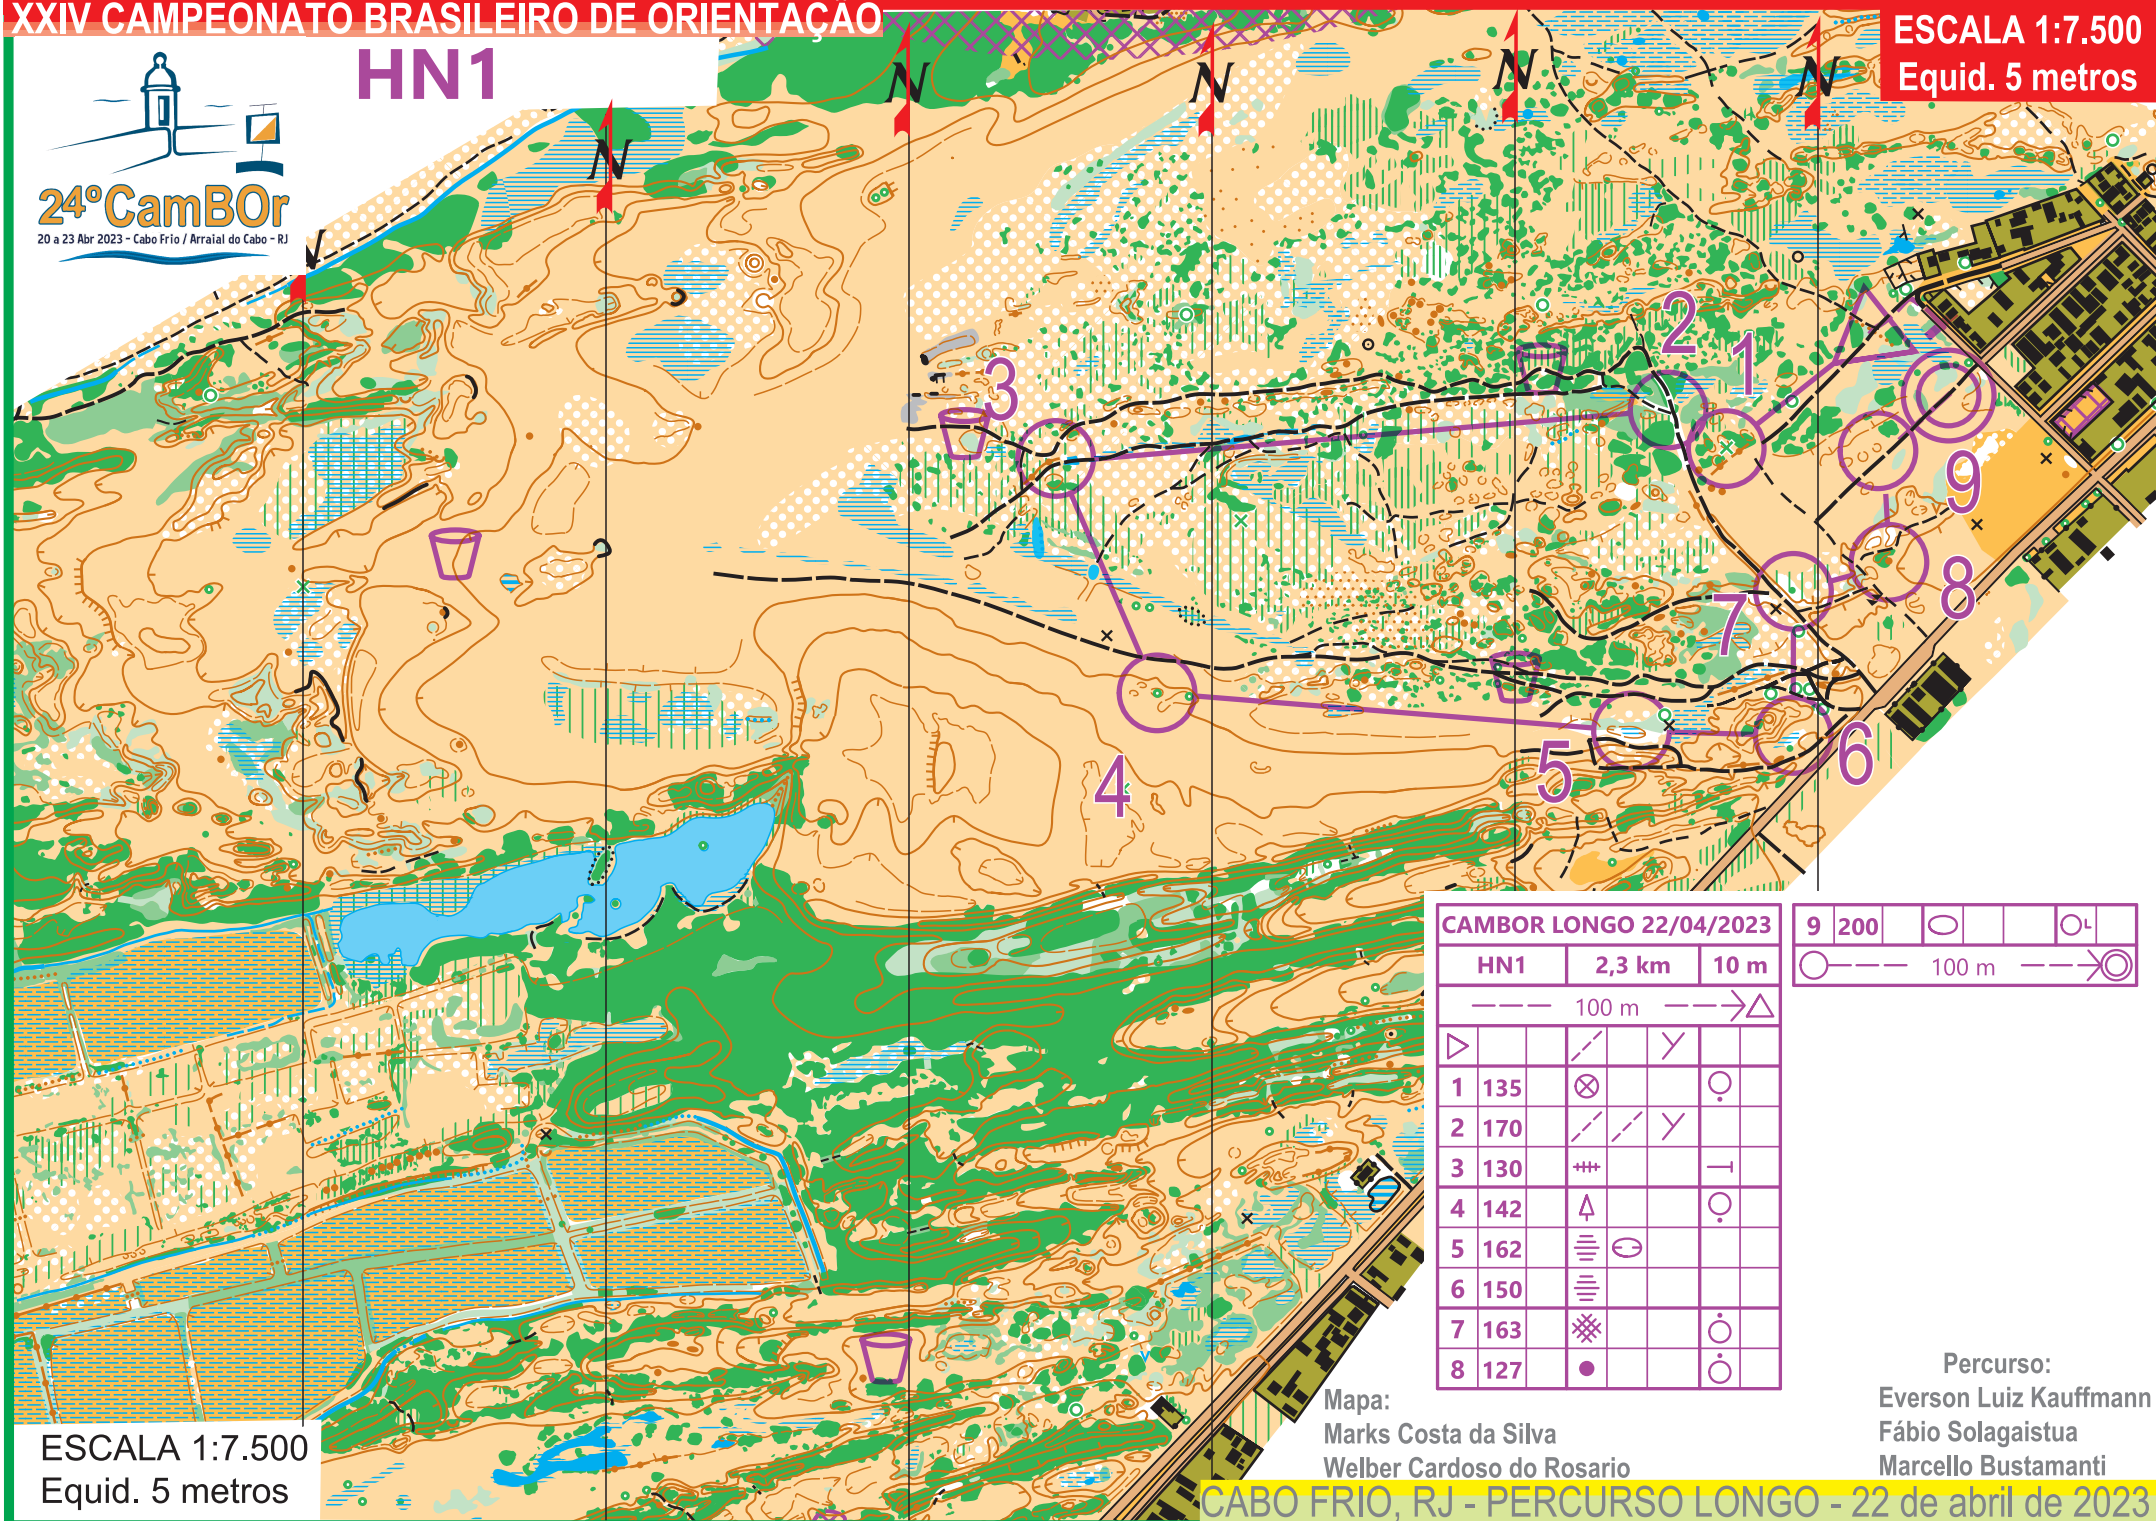 XXIV CAMPEONATO BRASILEIRO DE ORIENTAÇÃO
HN1
ESCALA 1:7.500
Equid. 5 metros
24ºCamBOr
20 a 23 Abr 2023 - Cabo Frio / Arraial do Cabo - RJ
N
N
N
N
N
N
2
1
3
9
8
7
6
5
4
CAMBOR LONGO 22/04/2023
HN1 2,3 km 10 m
100 m
1 135
2 170
3 130
4 142
5 162
6 150
7 163
8 127
9 200 L
100 m
Mapa:
Marks Costa da Silva
Welber Cardoso do Rosario
Percurso:
Everson Luiz Kauffmann
Fábio Solagaistua
Marcello Bustamanti
ESCALA 1:7.500
Equid. 5 metros
CABO FRIO, RJ - PERCURSO LONGO - 22 de abril de 2023